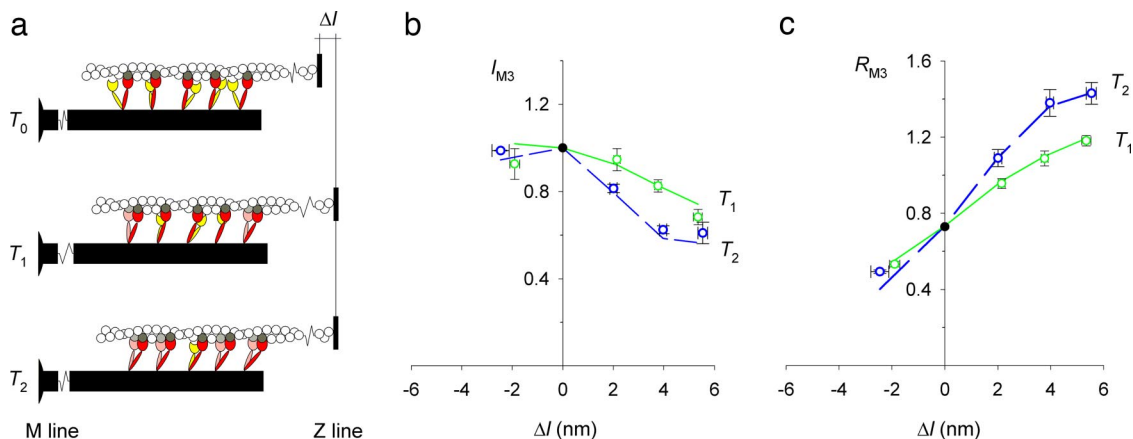 a
Δl
T0
T1
T2
M line
Z line
b
IM3
1.2
0.8
0.4
T1
T2
-6 -4 -2 0 2 4 6
Δl (nm)
c
RM3
1.6
1.2
0.8
0.4
T2
T1
-6 -4 -2 0 2 4 6
Δl (nm)